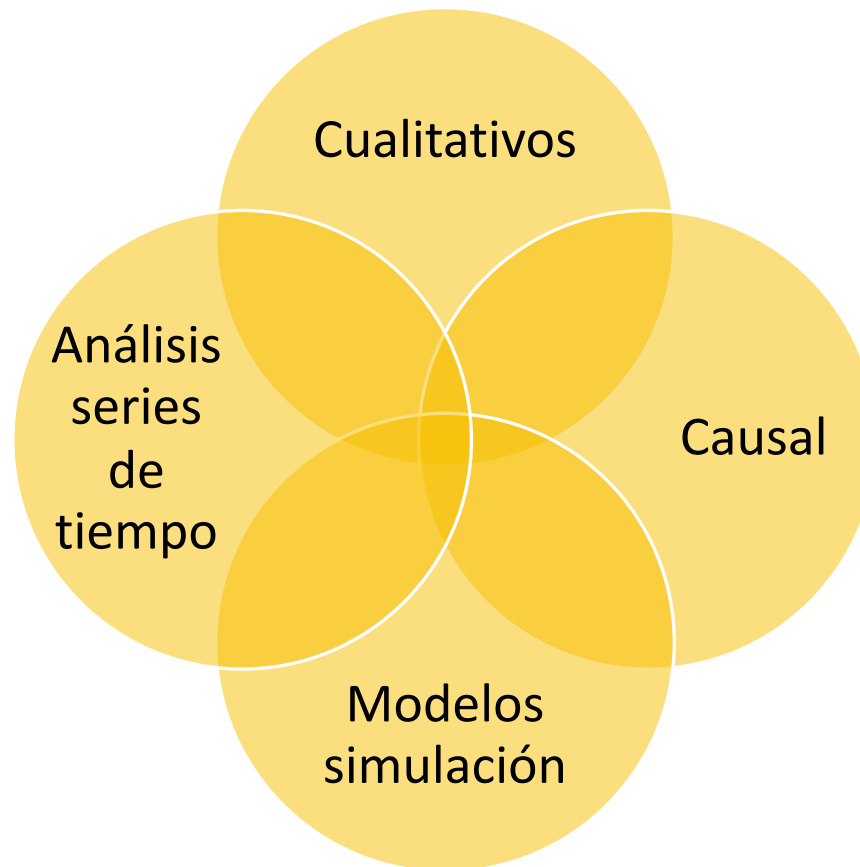 Cualitativos
Análisis
series
de
tiempo
Causal
Modelos
simulación